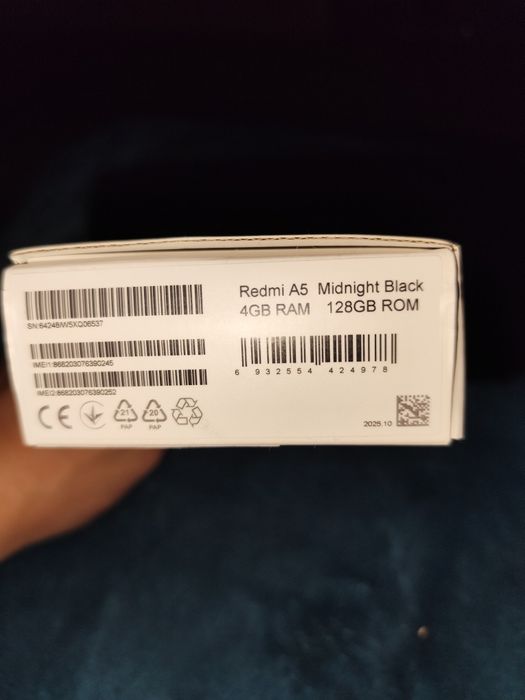 Redmi A5 Midnight Black
4GB RAM 128GB ROM
SN:64248/W5XQ06537
IMEI1:868203076390245
IMEI2:868203076390252
6 932554 424978
CE
21
PAP
20
PAP
2025.10